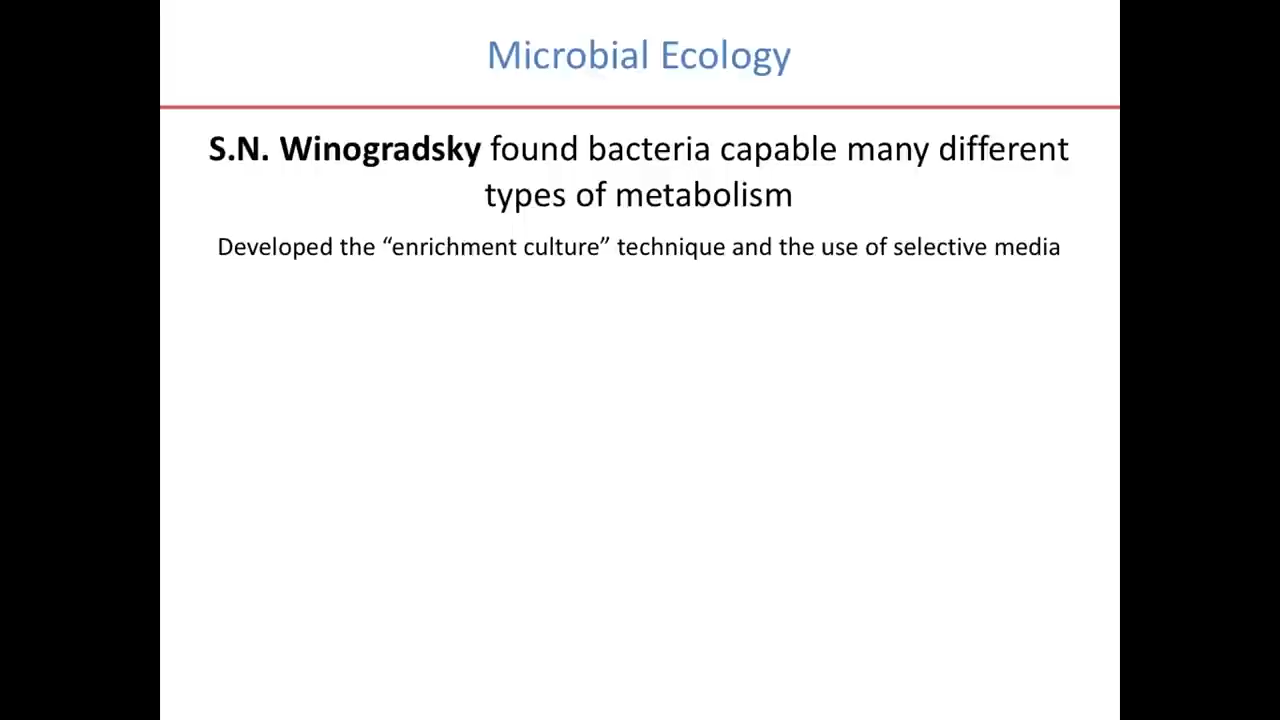 Microbial Ecology
S.N. Winogradsky found bacteria capable many different
types of metabolism
Developed the “enrichment culture” technique and the use of selective media